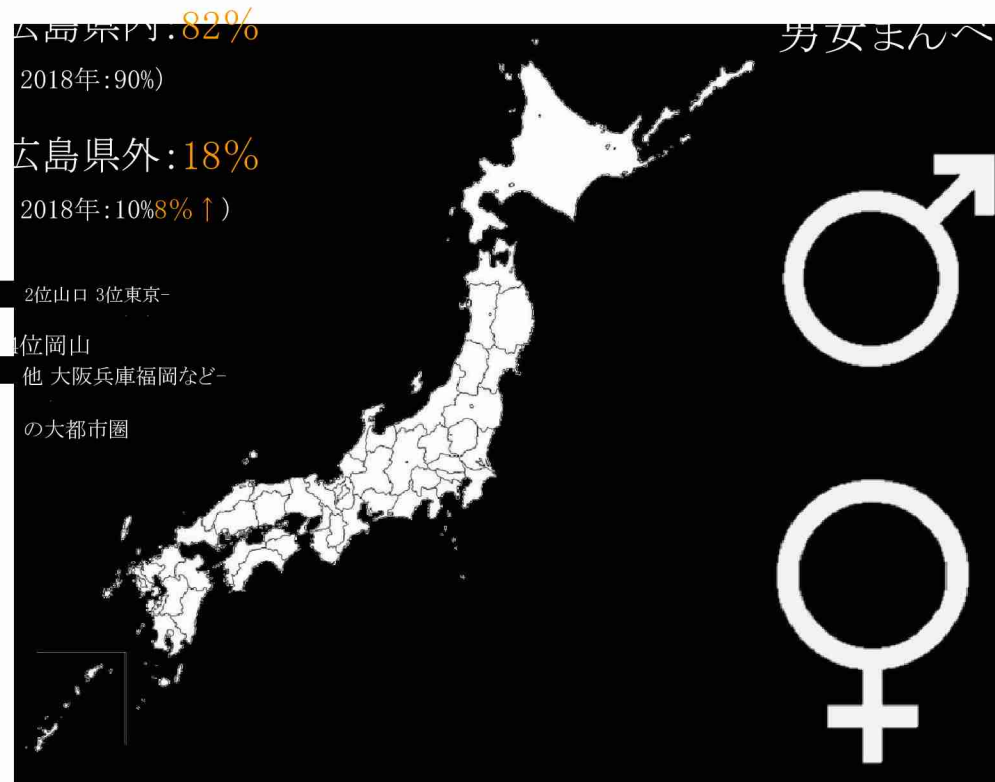 広島県内:82%
2018年:90%)
広島県外:18%
2018年:10%8%↑)
2位山口 3位東京-
4位岡山
他 大阪兵庫福岡など-
の大都市圏
男女まんべ